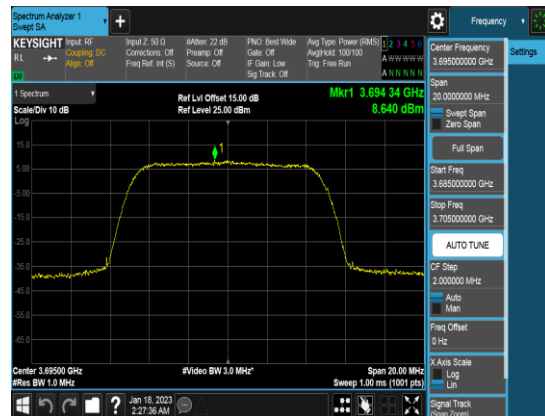 Spectrum Analyzer 1
Swept SA
+
Frequency
KEYSIGHT
RL
LV
Input: RF
Coupling: DC
Align: Off
Input Z: 50 Ω
Corrections: Off
Freq Ref: Int (S)
#Atten: 22 dB
Preamp: Off
Source: Off
PNO: Best Wide
Gate: Off
IF Gain: Low
Sig Track: Off
Avg Type: Power (RMS)
Avg|Hold: 100/100
Trig: Free Run
1 2 3 4 5 6
A W W W W W
A N N N N N
1 Spectrum
Scale/Div 10 dB
Log
Ref Lvl Offset 15.00 dB
Ref Level 25.00 dBm
Mkr1 3.694 34 GHz
8.640 dBm
15.0
5.00
-5.00
-15.0
-25.0
-35.0
-45.0
-55.0
-65.0
1
Center 3.69500 GHz
#Res BW 1.0 MHz
#Video BW 3.0 MHz*
Span 20.00 MHz
Sweep 1.00 ms (1001 pts)
Jan 18, 2023
2:27:36 AM
Settings
Center Frequency
3.695000000 GHz
Span
20.0000000 MHz
Swept Span
Zero Span
Full Span
Start Freq
3.685000000 GHz
Stop Freq
3.705000000 GHz
AUTO TUNE
CF Step
2.000000 MHz
Auto
Man
Freq Offset
0 Hz
X Axis Scale
Log
Lin
Signal Track
(Span Zoom)